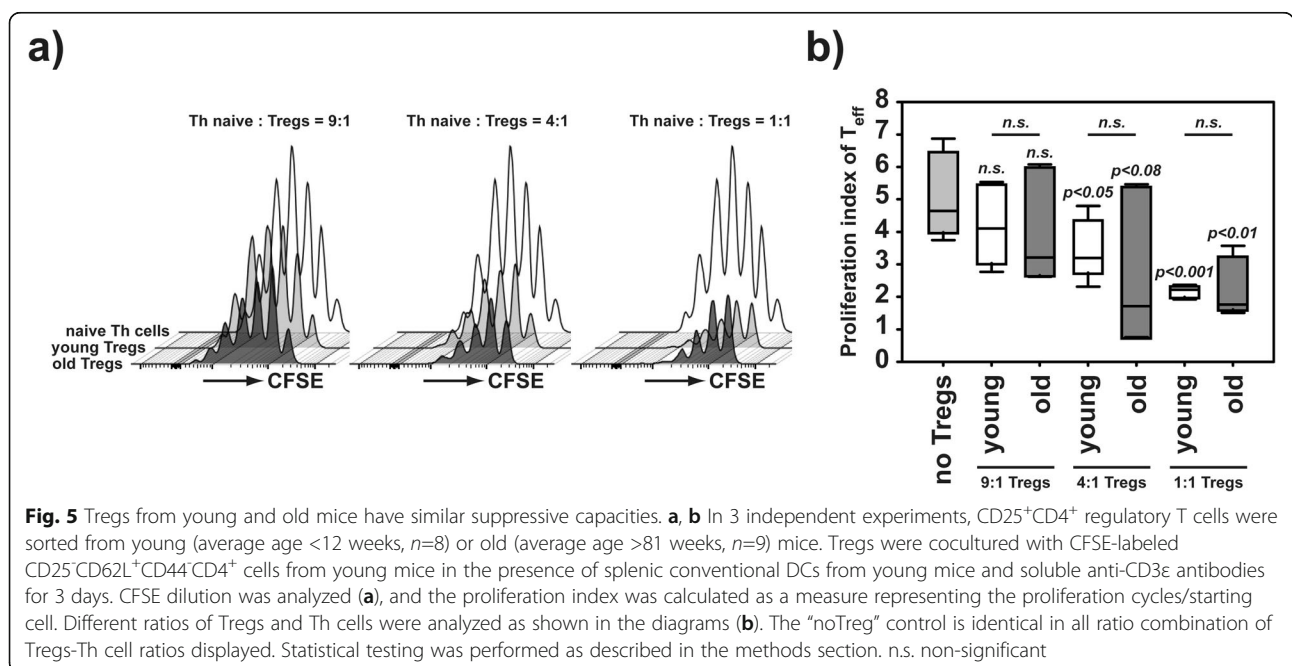 a)
Th naive : Tregs = 9:1
Th naive : Tregs = 4:1
Th naive : Tregs = 1:1
naive Th cells
young Tregs
old Tregs
CFSE
CFSE
CFSE
b)
Proliferation index of Teff
8
7
6
5
4
3
2
1
0
n.s.
n.s.
n.s.
n.s.
n.s.
p<0.05
p<0.08
p<0.001
p<0.01
no Tregs
young
old
young
old
young
old
9:1 Tregs
4:1 Tregs
1:1 Tregs
Fig. 5 Tregs from young and old mice have similar suppressive capacities. a, b In 3 independent experiments, CD25⁺CD4⁺ regulatory T cells were
sorted from young (average age <12 weeks, n=8) or old (average age >81 weeks, n=9) mice. Tregs were cocultured with CFSE-labeled
CD25⁻CD62L⁺CD44⁻CD4⁺ cells from young mice in the presence of splenic conventional DCs from young mice and soluble anti-CD3ε antibodies
for 3 days. CFSE dilution was analyzed (a), and the proliferation index was calculated as a measure representing the proliferation cycles/starting
cell. Different ratios of Tregs and Th cells were analyzed as shown in the diagrams (b). The “noTreg” control is identical in all ratio combination of
Tregs-Th cell ratios displayed. Statistical testing was performed as described in the methods section. n.s. non-significant